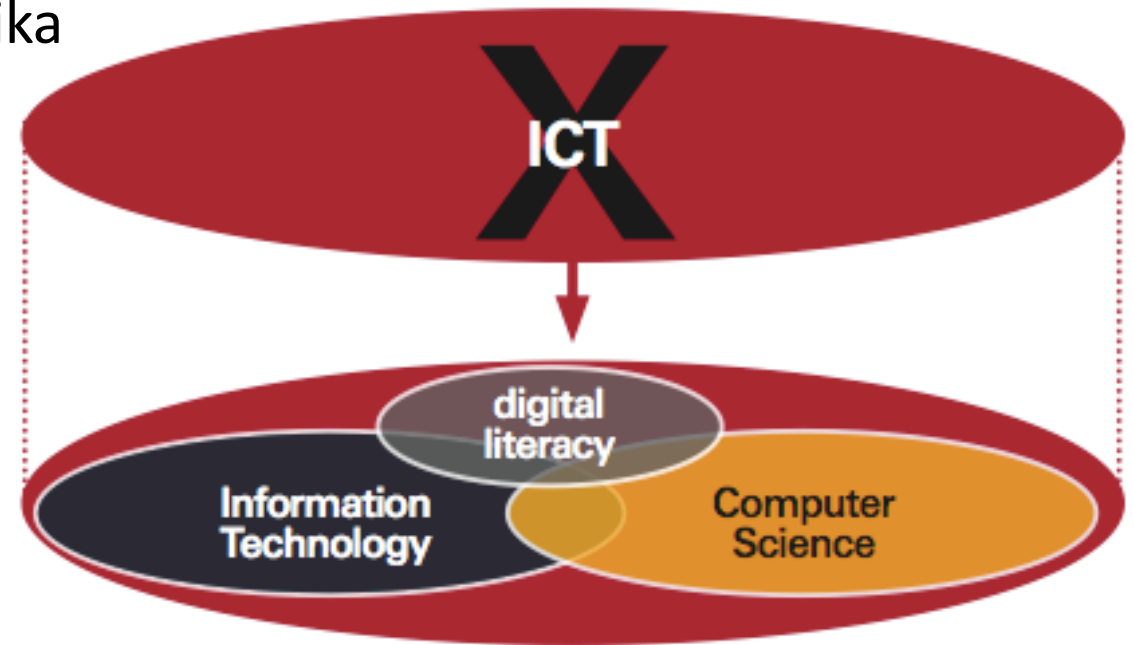 ICT
digital
literacy
Information
Technology
Computer
Science